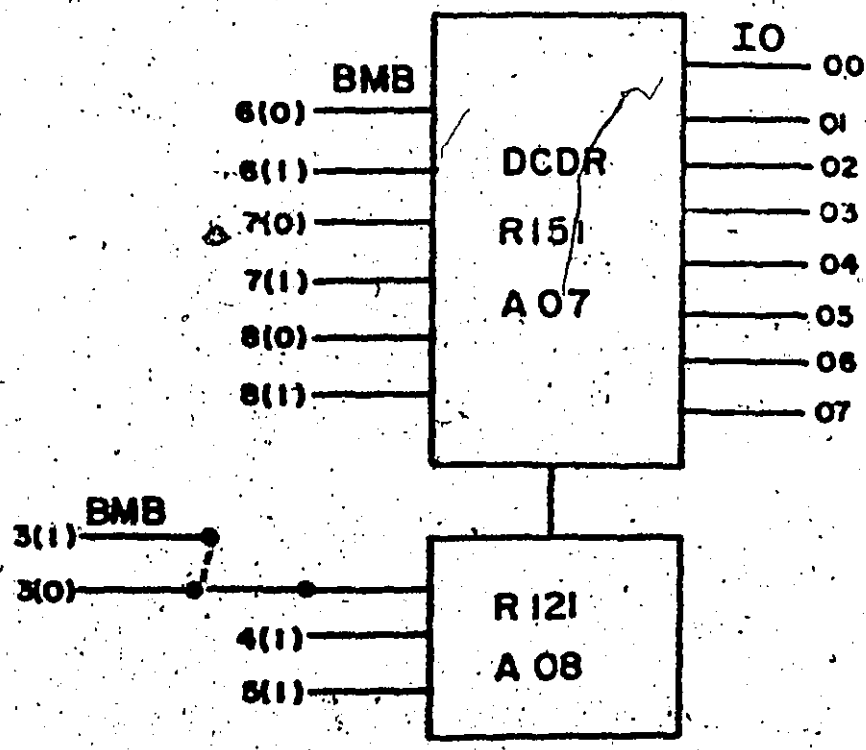 IO
00
BMB
6(0)
01
6(1)
DCDR
02
7(0)
R151
03
7(1)
A07
04
8(0)
05
8(1)
06
07
BMB
3(1)
3(0)
R121
4(1)
A08
5(1)